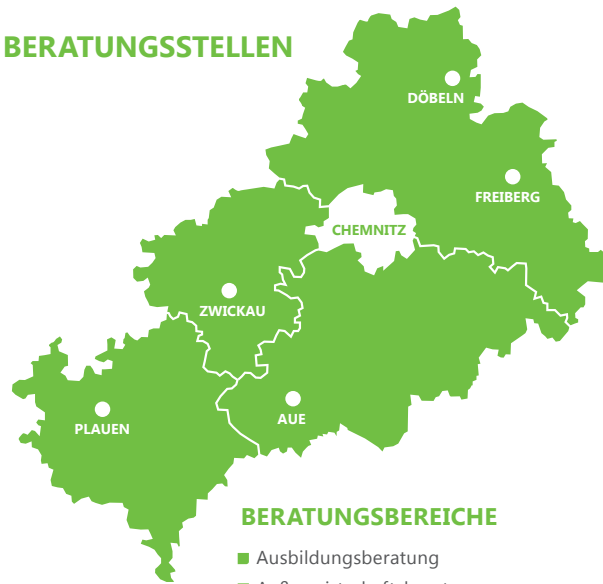 BERATUNGSSTELLEN
DÖBELN
FREIBERG
CHEMNITZ
ZWICKAU
AUE
PLAUEN
BERATUNGSBEREICHE
Ausbildungsberatung